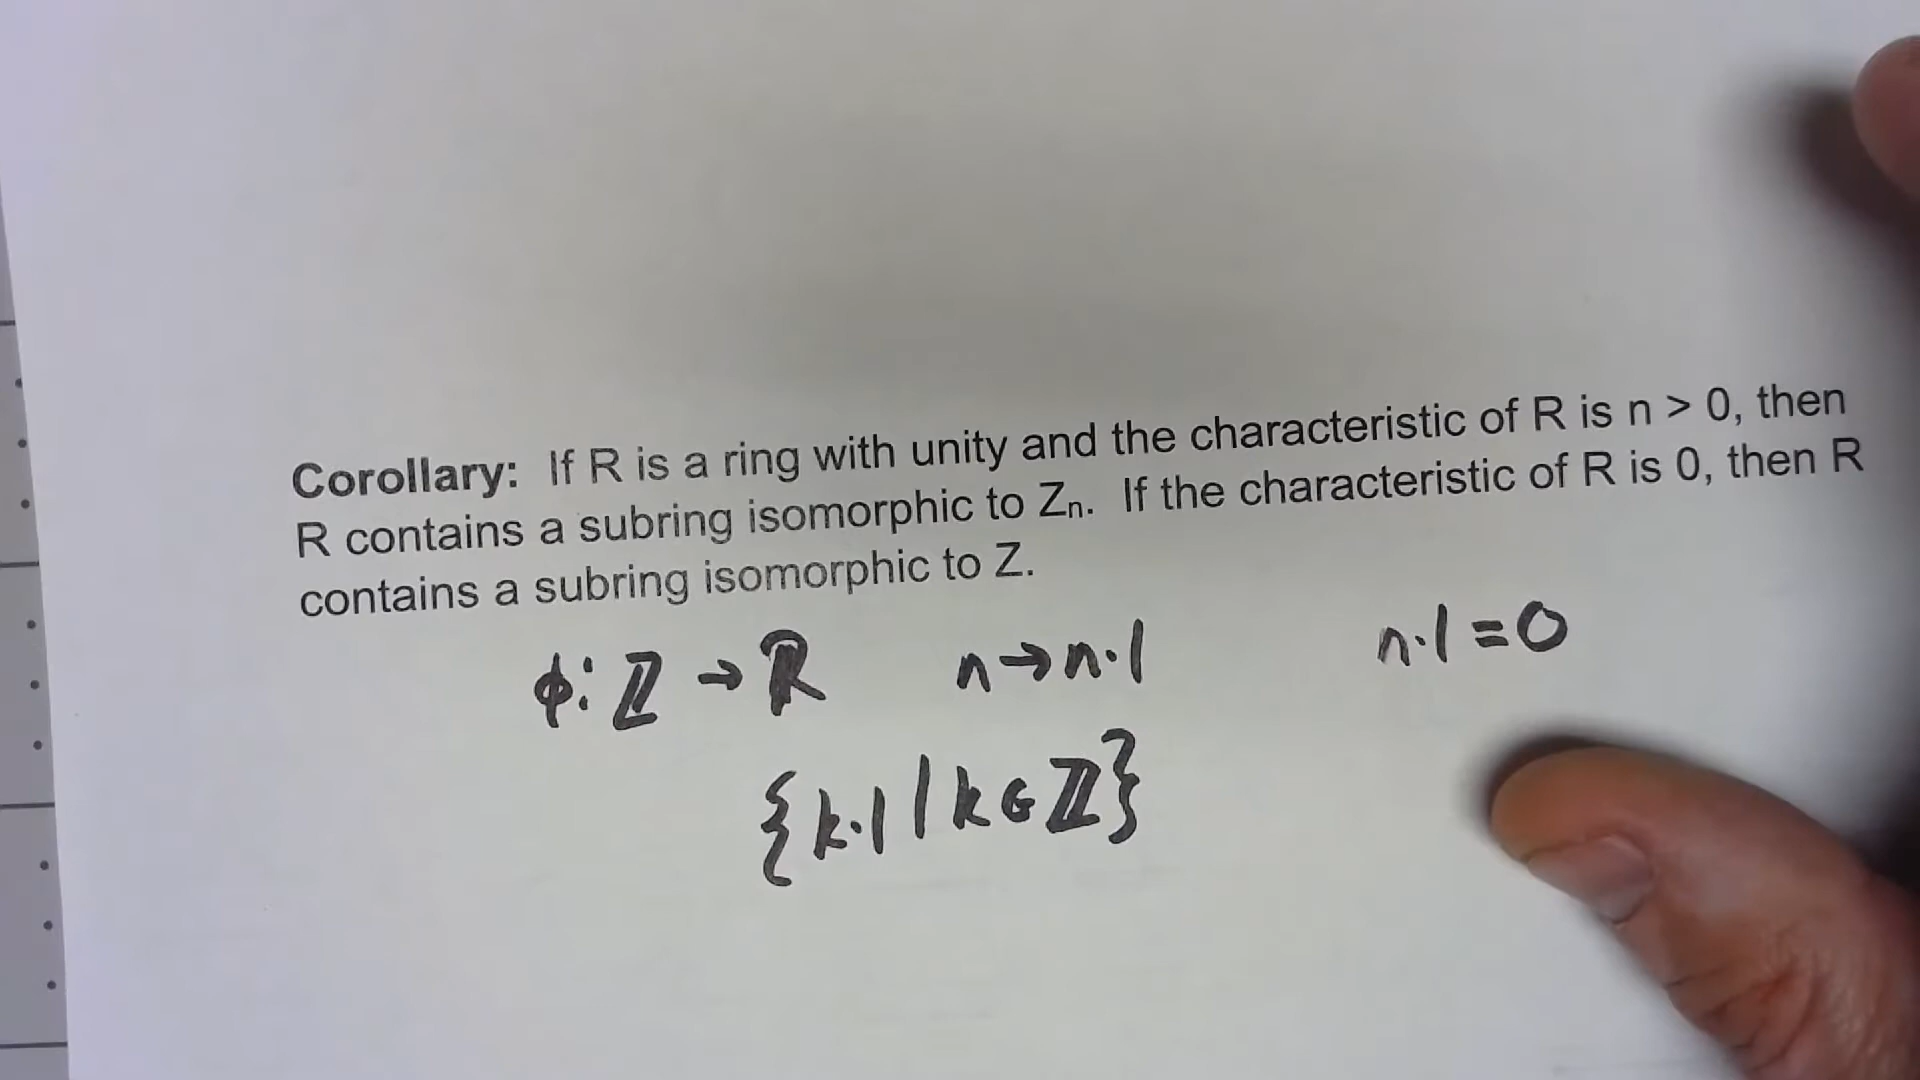 Corollary: If R is a ring with unity and the characteristic of R is n > 0, then
R contains a subring isomorphic to Zₙ. If the characteristic of R is 0, then R
contains a subring isomorphic to Z.
ϕ: ℤ → R n → n·1 n·1 = 0
{k·1 | k ∈ ℤ}